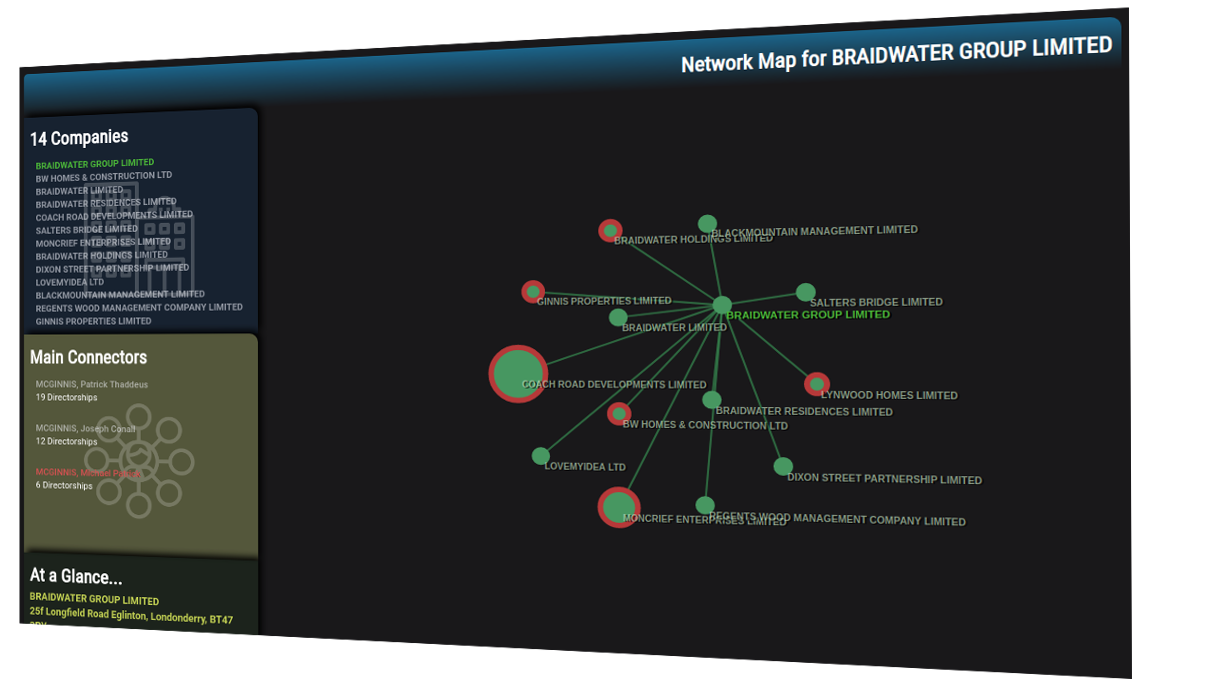 Network Map for BRAIDWATER GROUP LIMITED
14 Companies
BRAIDWATER GROUP LIMITED
BW HOMES & CONSTRUCTION LTD
BRAIDWATER LIMITED
BRAIDWATER RESIDENCES LIMITED
COACH ROAD DEVELOPMENTS LIMITED
SALTERS BRIDGE LIMITED
MONCRIEF ENTERPRISES LIMITED
BRAIDWATER HOLDINGS LIMITED
DIXON STREET PARTNERSHIP LIMITED
LOVEMYIDEA LTD
BLACKMOUNTAIN MANAGEMENT LIMITED
REGENTS WOOD MANAGEMENT COMPANY LIMITED
GINNIS PROPERTIES LIMITED
Main Connectors
MCGINNIS, Patrick Thaddeus
19 Directorships
MCGINNIS, Joseph Conall
12 Directorships
MCGINNIS, Michael
6 Directorships
At a Glance...
BRAIDWATER GROUP LIMITED
25f Longfield Road Eglinton, Londonderry, BT47
BLACKMOUNTAIN MANAGEMENT LIMITED
BRAIDWATER HOLDINGS LIMITED
GINNIS PROPERTIES LIMITED
SALTERS BRIDGE LIMITED
BRAIDWATER GROUP LIMITED
BRAIDWATER LIMITED
COACH ROAD DEVELOPMENTS LIMITED
LYNWOOD HOMES LIMITED
BRAIDWATER RESIDENCES LIMITED
BW HOMES & CONSTRUCTION LTD
LOVEMYIDEA LTD
DIXON STREET PARTNERSHIP LIMITED
MONCRIEF ENTERPRISES LIMITED
REGENTS WOOD MANAGEMENT COMPANY LIMITED